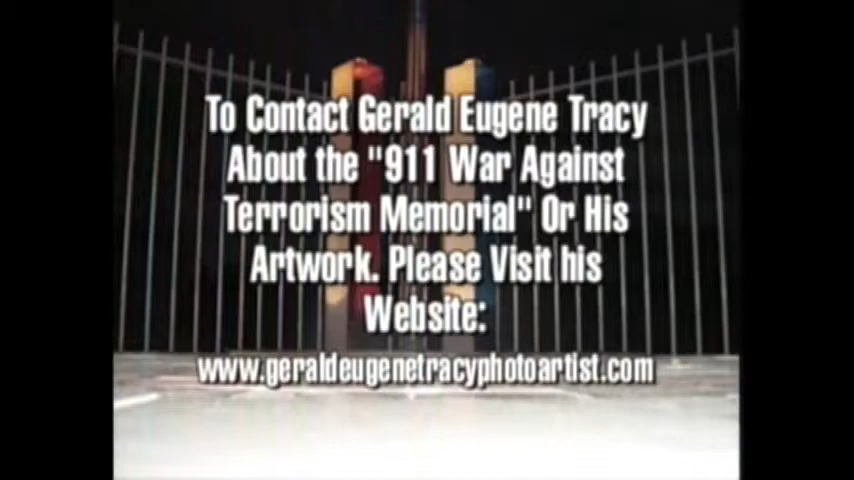 To Contact Gerald Eugene Tracy
About the "911 War Against
Terrorism Memorial" Or His
Artwork. Please Visit his
Website:
www.geraldeugenetracyphotoartist.com